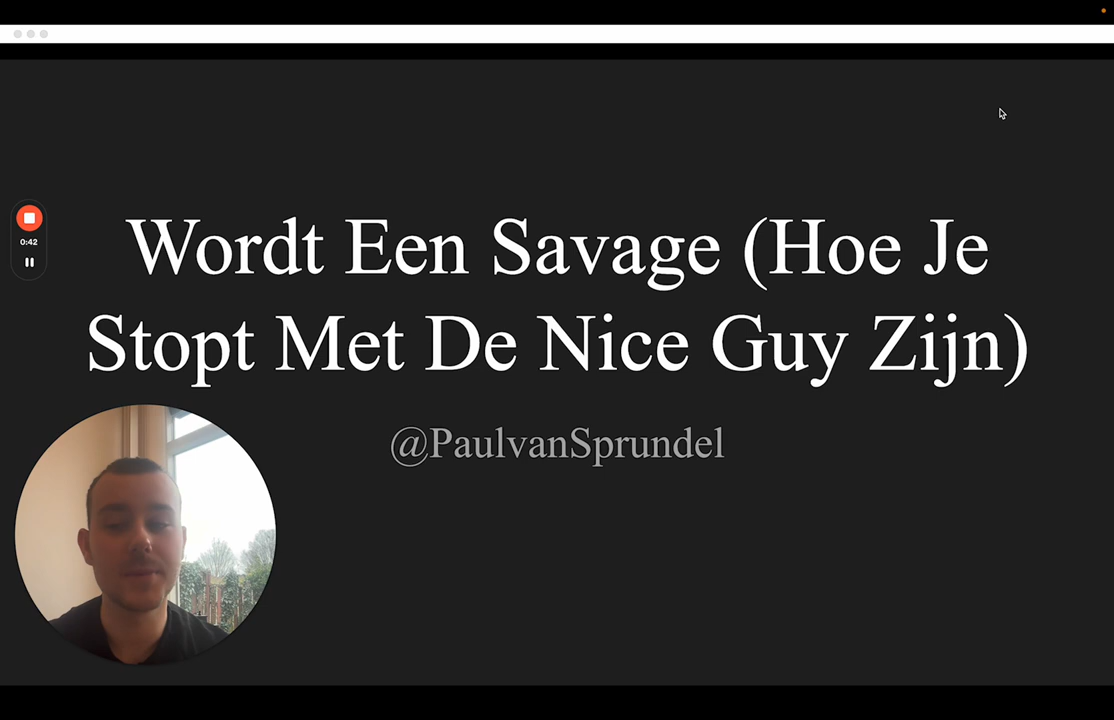 0:42
Wordt Een Savage (Hoe Je
Stopt Met De Nice Guy Zijn)
@PaulvanSprundel